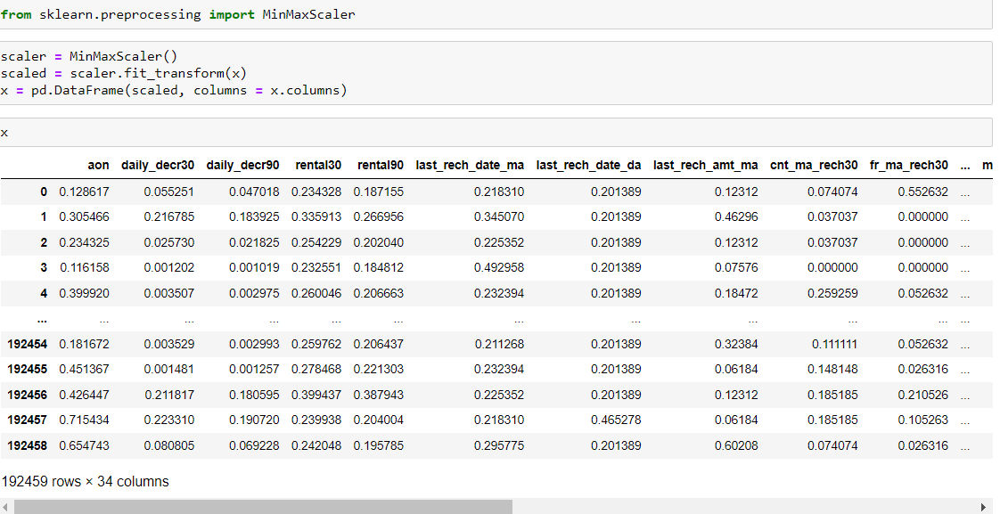 from sklearn.preprocessing import MinMaxScaler
scaler = MinMaxScaler()
scaled = scaler.fit_transform(x)
x = pd.DataFrame(scaled, columns = x.columns)
x
aon daily_decr30 daily_decr90 rental30 rental90 last_rech_date_ma last_rech_date_da last_rech_amt_ma cnt_ma_rech30 fr_ma_rech30 ... m
0 0.128617 0.055251 0.047018 0.234328 0.187155 0.218310 0.201389 0.12312 0.074074 0.552632 ...
1 0.305466 0.216785 0.183925 0.335913 0.266956 0.345070 0.201389 0.46296 0.037037 0.000000 ...
2 0.234325 0.025730 0.021825 0.254229 0.202040 0.225352 0.201389 0.12312 0.037037 0.000000 ...
3 0.116158 0.001202 0.001019 0.232551 0.184812 0.492958 0.201389 0.07576 0.000000 0.000000 ...
4 0.399920 0.003507 0.002975 0.260046 0.206663 0.232394 0.201389 0.18472 0.259259 0.052632 ...
... ... ... ... ... ... ... ... ... ... ... ...
192454 0.181672 0.003529 0.002993 0.259762 0.206437 0.211268 0.201389 0.32384 0.111111 0.052632 ...
192455 0.451367 0.001481 0.001257 0.278468 0.221303 0.232394 0.201389 0.06184 0.148148 0.026316 ...
192456 0.426447 0.211817 0.180595 0.399437 0.387943 0.225352 0.201389 0.12312 0.185185 0.210526 ...
192457 0.715434 0.223310 0.190720 0.239938 0.204004 0.218310 0.465278 0.06184 0.185185 0.105263 ...
192458 0.654743 0.080805 0.069228 0.242048 0.195785 0.295775 0.201389 0.60208 0.074074 0.026316 ...
192459 rows × 34 columns